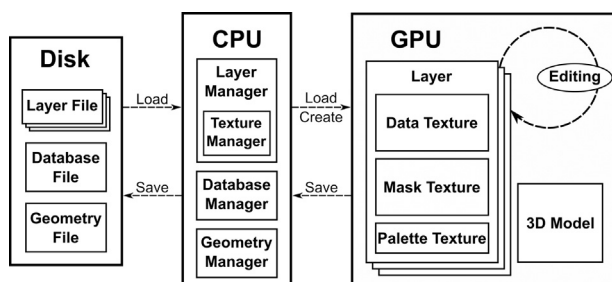 Disk
Layer File
Database
File
Geometry
File
Load
Save
CPU
Layer
Manager
Texture
Manager
Database
Manager
Geometry
Manager
Load
Create
Save
GPU
Layer
Data Texture
Mask Texture
Palette Texture
Editing
3D Model